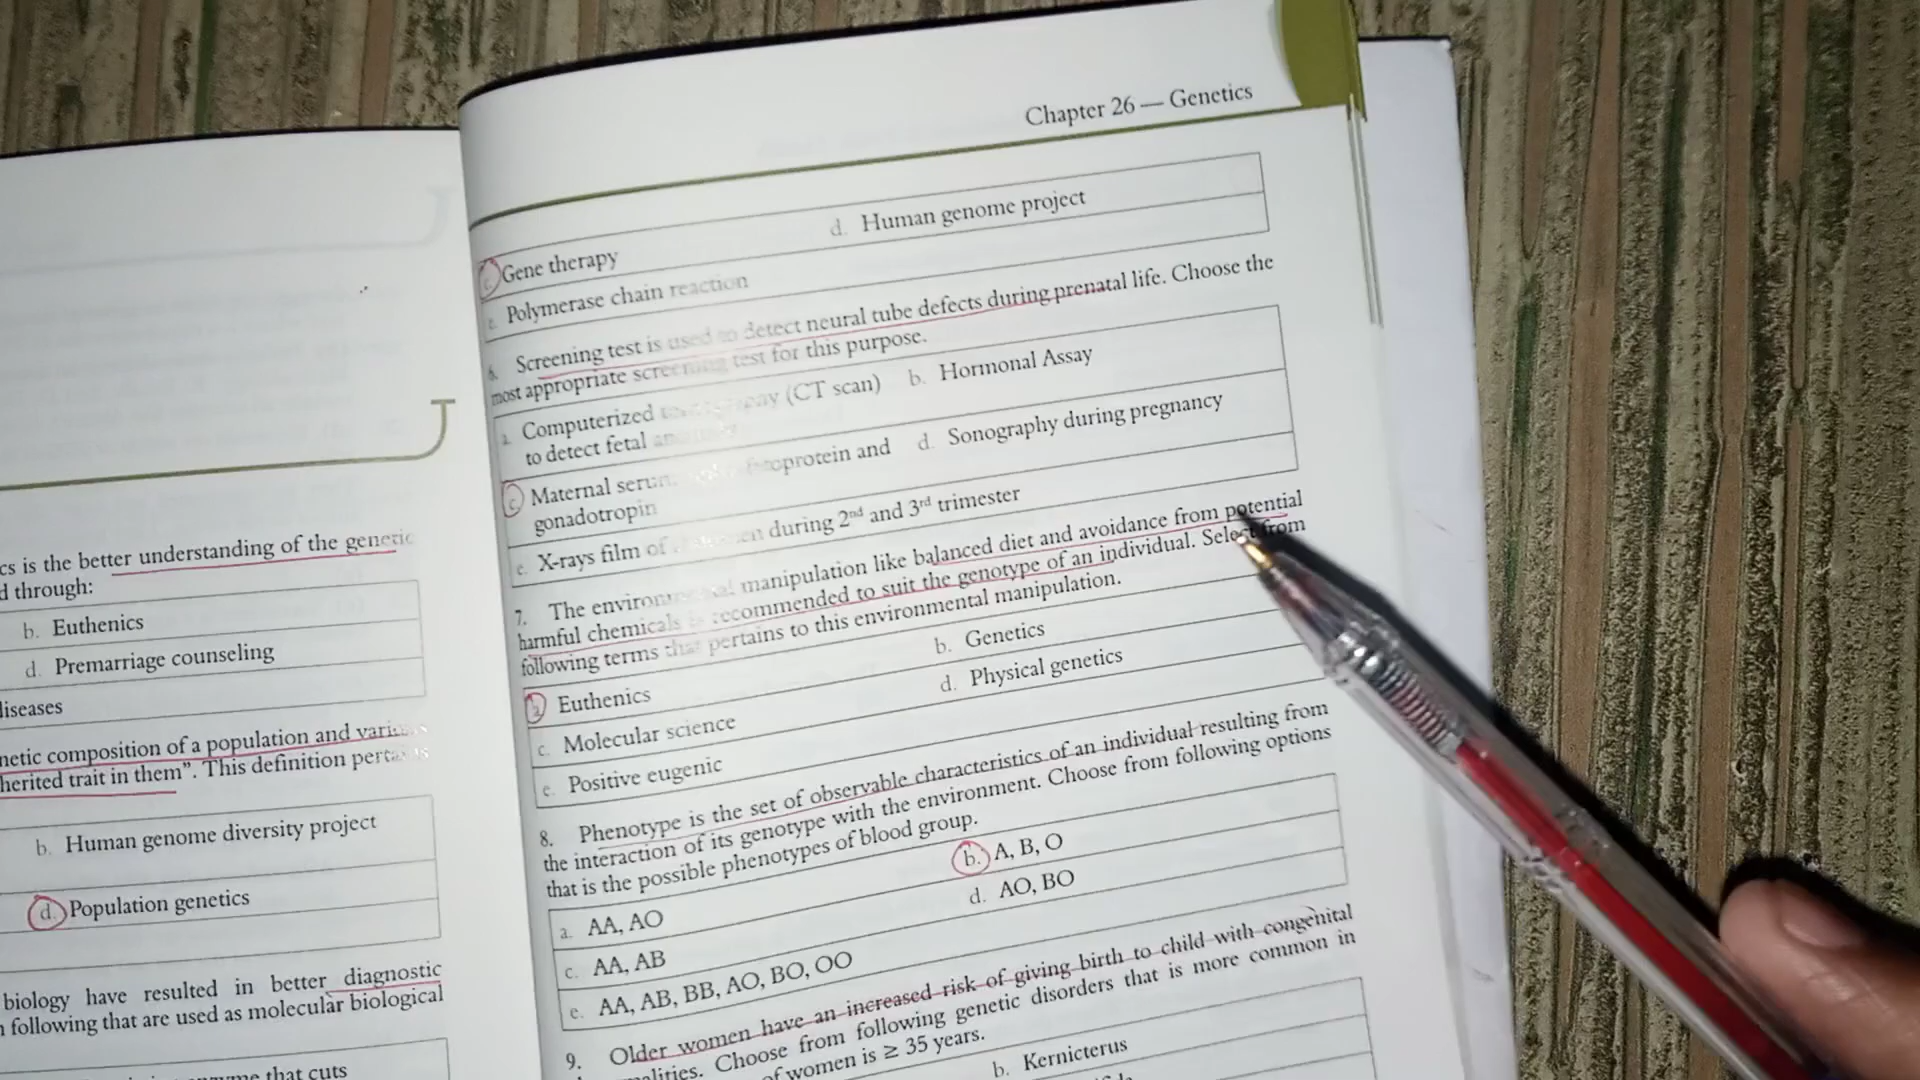 cs is the better understanding of the genetic
d through:
b. Euthenics
d. Premarriage counseling
diseases
netic composition of a population and
herited trait in them". This definition
b. Human genome diversity project
d. Population genetics
biology have resulted in better diagnostic
following that are used as molecular biological
that cuts
Chapter 26 — Genetics
c. Gene therapy
d. Human genome project
e. Polymerase chain reaction
6. Screening test is used to detect neural tube defects during prenatal life. Choose the
most appropriate screening test for this purpose.
a. Computerized (CT scan)
to detect fetal
b. Hormonal Assay
c. Maternal serum and
gonadotropin
d. Sonography during pregnancy
e. X-rays film of during 2nd and 3rd trimester
7. The environmental manipulation like balanced diet and avoidance from potential
harmful chemicals is recommended to suit the genotype of an individual. Select from
following terms that pertains to this environmental manipulation.
a. Euthenics
b. Genetics
c. Molecular science
d. Physical genetics
e. Positive eugenic
8. Phenotype is the set of observable characteristics of an individual resulting from
the interaction of its genotype with the environment. Choose from following options
that is the possible phenotypes of blood group.
a. AA, AO
b. A, B, O
c. AA, AB
d. AO, BO
e. AA, AB, BB, AO, BO, OO
9. Older women have an increased risk of giving birth to child with congenital
Choose from following genetic disorders that is more common in
of women is ≥ 35 years.
b. Kernicterus